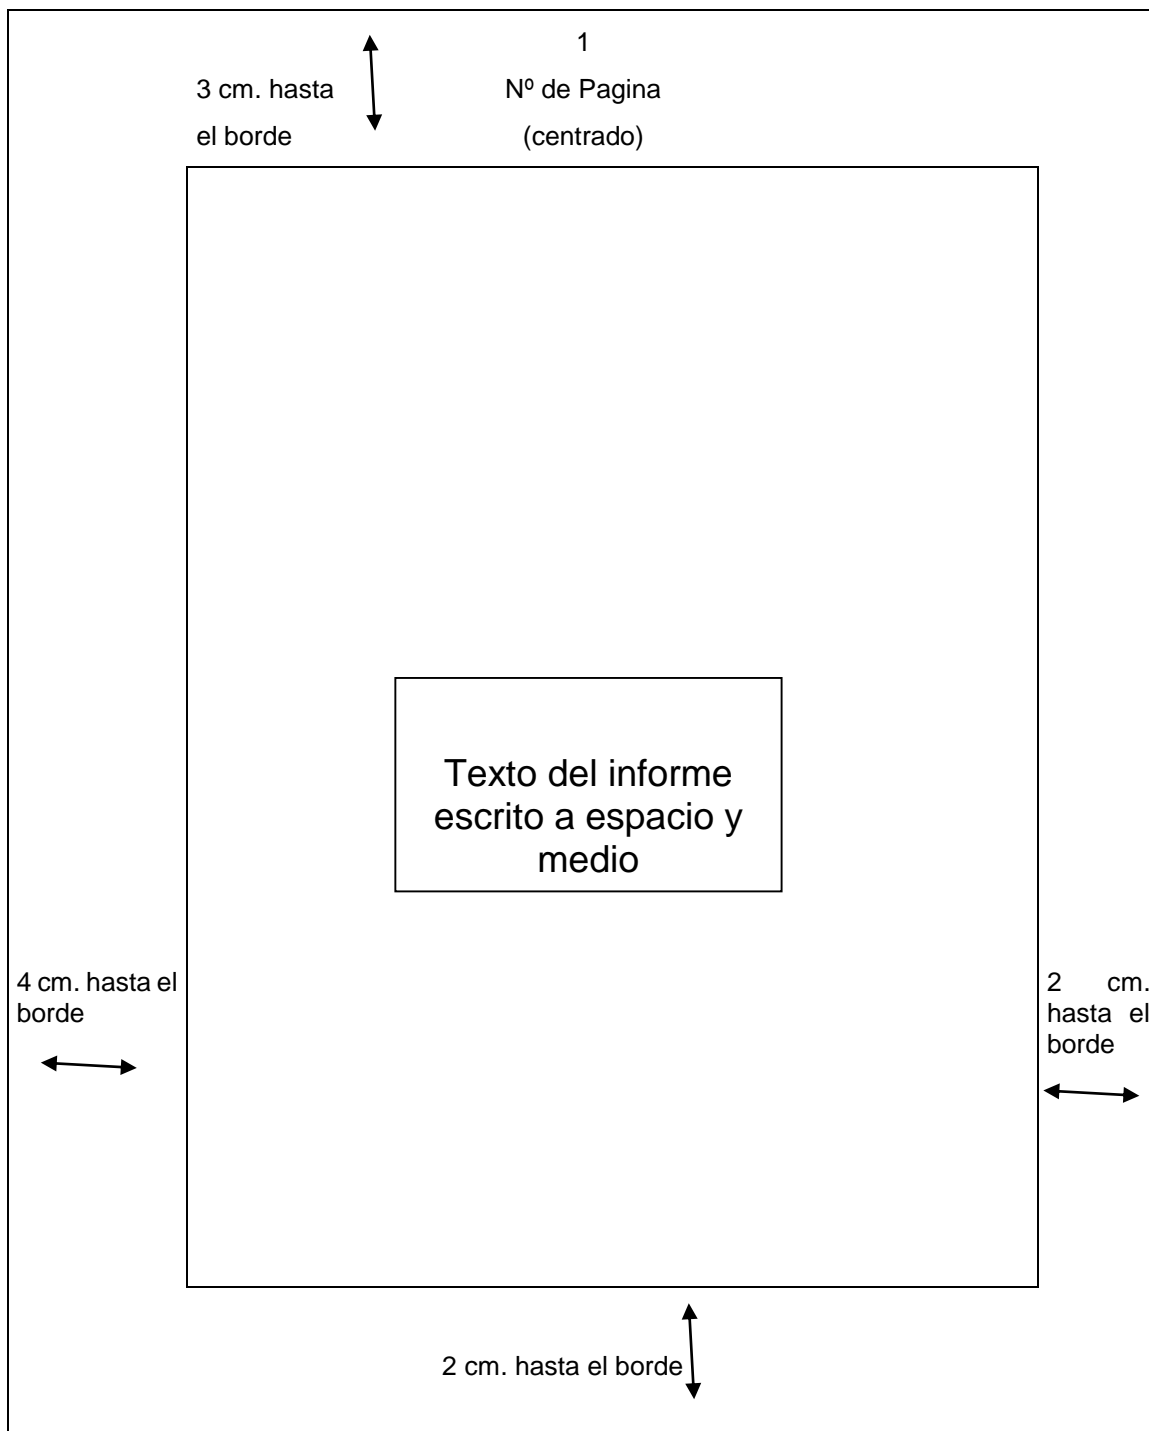 1
3 cm. hasta
el borde
Nº de Pagina
(centrado)
Texto del informe
escrito a espacio y
medio
4 cm. hasta el
borde
2 cm.
hasta el
borde
2 cm. hasta el borde